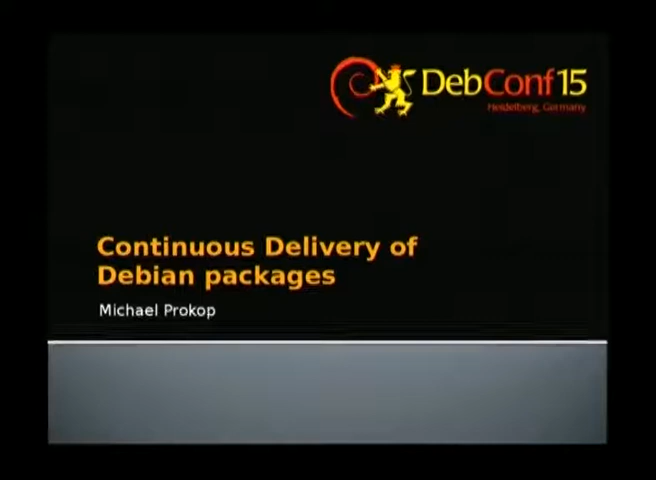 DebConf15
Heidelberg, Germany
Continuous Delivery of
Debian packages
Michael Prokop